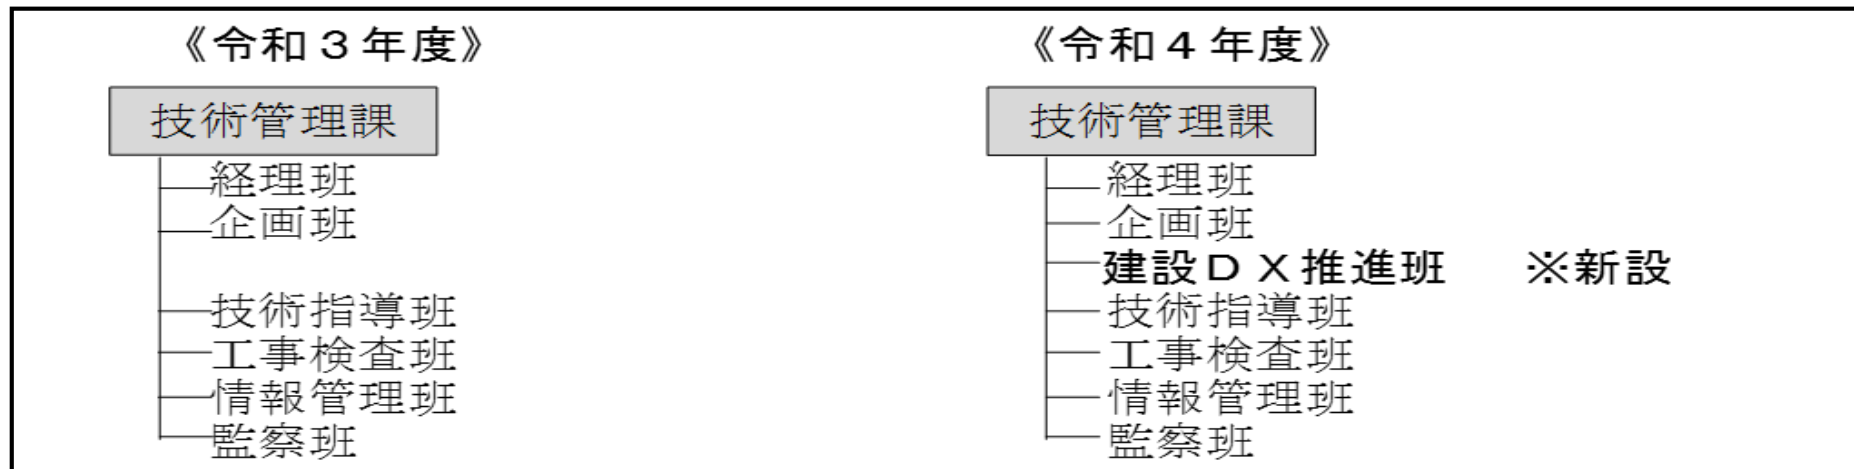 《令和３年度》
技術管理課
経理班
企画班
技術指導班
工事検査班
情報管理班
監察班
《令和４年度》
技術管理課
経理班
企画班
建設ＤＸ推進班　※新設
技術指導班
工事検査班
情報管理班
監察班